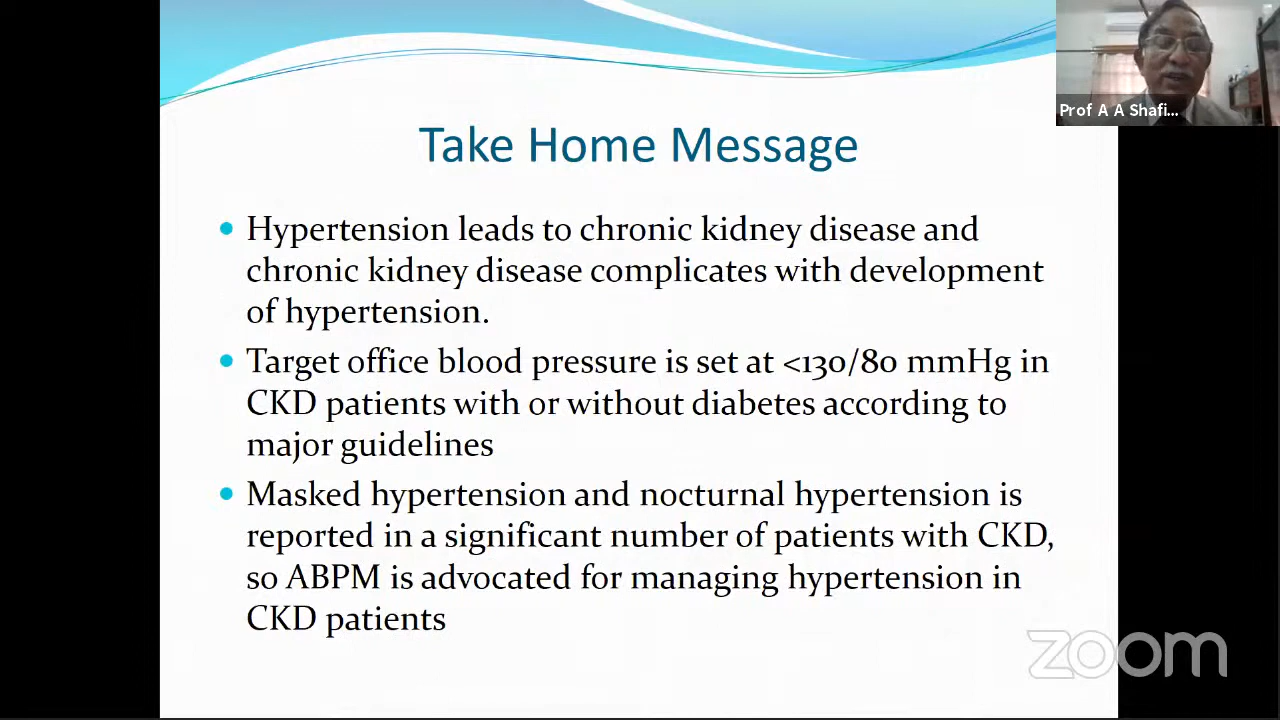 Prof A A Shafi...
Take Home Message
Hypertension leads to chronic kidney disease and
chronic kidney disease complicates with development
of hypertension.
Target office blood pressure is set at <130/80 mmHg in
CKD patients with or without diabetes according to
major guidelines
Masked hypertension and nocturnal hypertension is
reported in a significant number of patients with CKD,
so ABPM is advocated for managing hypertension in
CKD patients
zoom